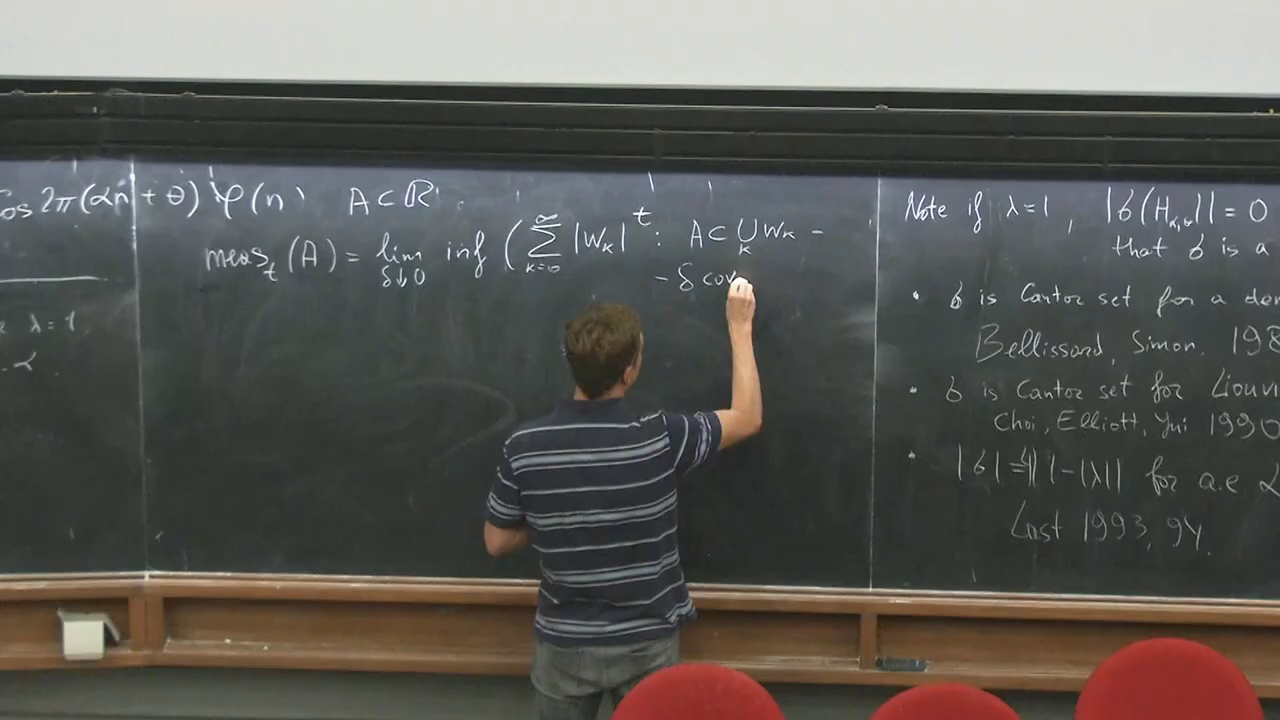 cos 2π(αn + θ) φ(n)
λ = 1
α
A ⊂ ℝ.
meas_t (A) = lim_{δ↓0} inf ( ∑_{k=0}^{∞} |W_k|^t : A ⊂ ∪_k W_k –
– δ cov
Note if λ = 1 , |σ(H_{α,θ})| = 0
that σ is a
• σ is Cantor set for a
Bellissard, Simon. 198
• σ is Cantor set for Liouvi
Choi, Elliott, Yui 1990
• |σ| = 4|1-|λ|| for a.e α
Last 1993, 94.